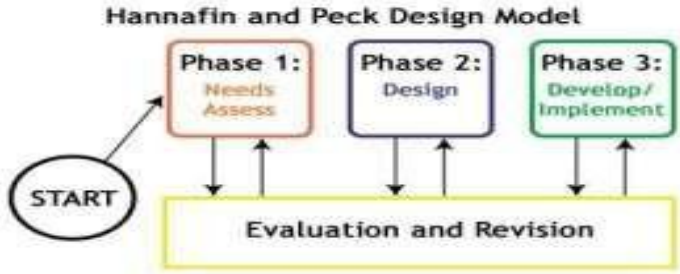 Hannafin and Peck Design Model
Phase 1:
Needs
Assess
Phase 2:
Design
Phase 3:
Develop/
Implement
START
Evaluation and Revision